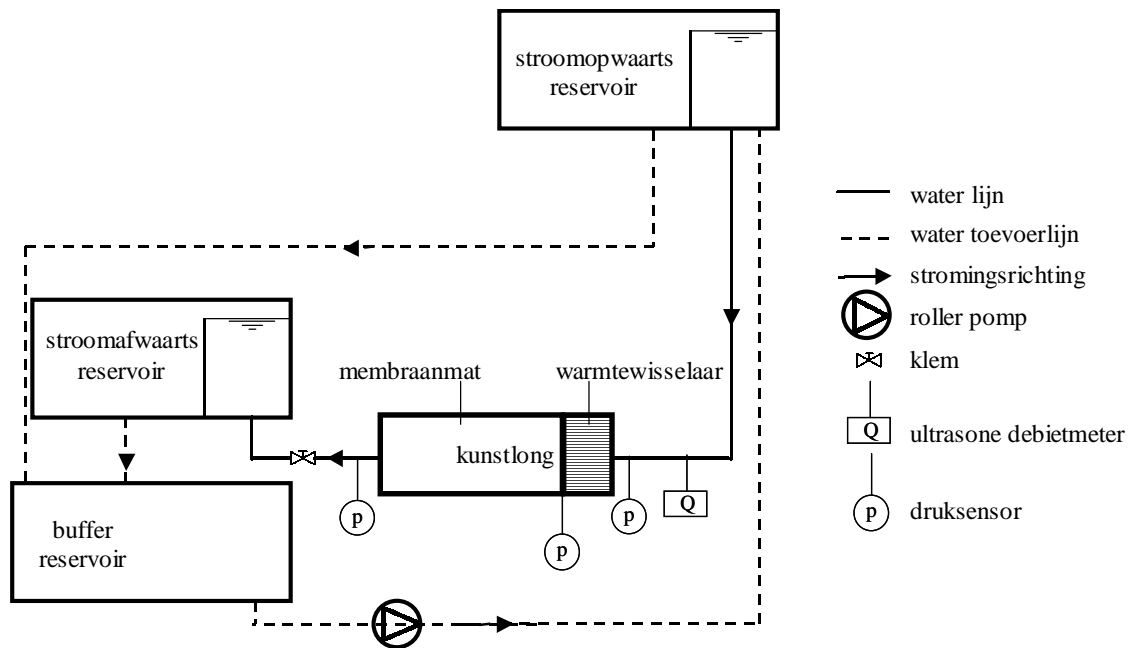 stroomopwaarts
reservoir
stroomafwaarts
reservoir
membraanmat
warmtewisselaar
kunstlong
p
p
p
Q
buffer
reservoir
water lijn
water toevoerlijn
stromingsrichting
roller pomp
klem
Q
ultrasone debietmeter
p
druksensor